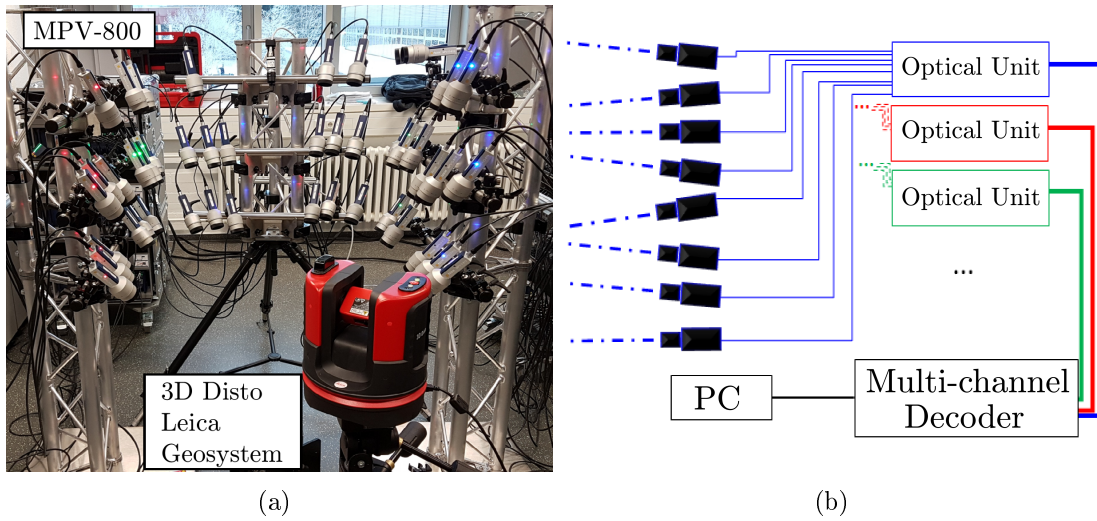 MPV-800
3D Disto
Leica
Geosystem
(a)
Optical Unit
Optical Unit
Optical Unit
...
PC
Multi-channel
Decoder
(b)